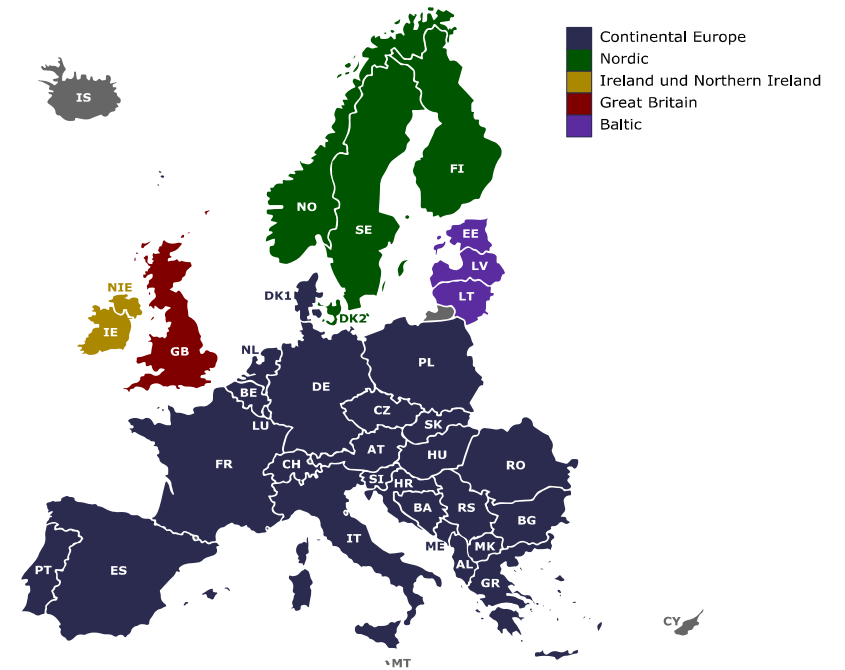 Continental Europe
Nordic
Ireland und Northern Ireland
Great Britain
Baltic
IS
FI
NO
SE
EE
LV
LT
NIE
DK1
DK2
IE
GB
NL
PL
DE
BE
CZ
LU
SK
AT
HU
FR
CH
RO
SI
HR
BA
RS
BG
IT
ME
MK
AL
PT
ES
GR
CY
MT